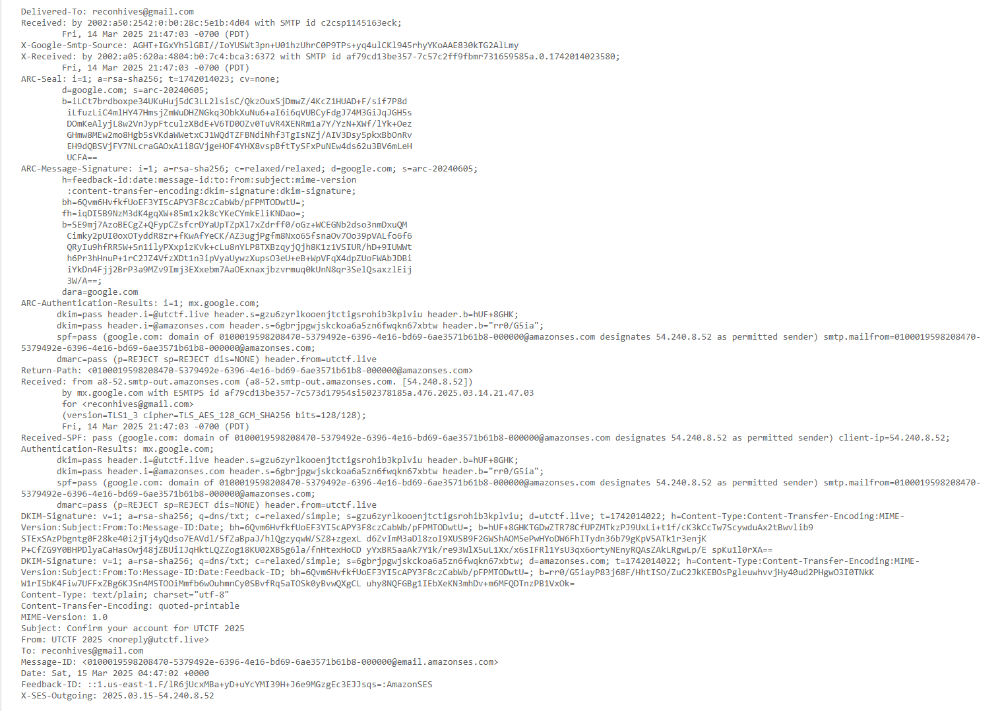 Delivered-To: reconhives@gmail.com
Received: by 2002:a50:2542:0:b0:28c:5e1b:4d04 with SMTP id c2csp1145163eck;
Fri, 14 Mar 2025 21:47:03 -0700 (PDT)
X-Google-Smtp-Source: AGHT+IGxYh5lGBI//IoYUSWt3pn+U01hzUhrC0P9TPs+yq4ulCKl945rhyYKoAAE830kTG2AlLmy
X-Received: by 2002:a05:620a:4804:b0:7c4:bca3:6372 with SMTP id af79cd13be357-7c57c2ff9fbmr731659585a.0.1742014023580;
Fri, 14 Mar 2025 21:47:03 -0700 (PDT)
ARC-Seal: i=1; a=rsa-sha256; t=1742014023; cv=none;
d=google.com; s=arc-20240605;
b=iLCt7brdboxpe34UKuHuj5dC3LL2lsisC/QkzOuxSjDmwZ/4KcZ1HUAD+F/sif7P8d
iLfuzLiC4mlHY47HmsjZmWuDHZNGkq3ObkXuNu6+aI6i6qVUBCyFdgJ74M3GiJqJGH5s
DOmKeAlyjL8w2VnJypFtculzXBdE+V6TD0OZv0TuVR4XENRm1a7Y/YzN+XWf/lYk+Oez
GHmw8MEw2mo8Hgb5sVKdaWWetxCJ1WQdTZFBNdiNhf3TgIsNZj/AIV3Dsy5pkxBbOnRv
EH9dQBSVjFY7NLcraGAOxA1i8GVjgeHOF4YHX8vspBftTySFxPuNEw4ds62u3BV6mLeH
UCFA==
ARC-Message-Signature: i=1; a=rsa-sha256; c=relaxed/relaxed; d=google.com; s=arc-20240605;
h=feedback-id:date:message-id:to:from:subject:mime-version
:content-transfer-encoding:dkim-signature:dkim-signature;
bh=6Qvm6HvfkfUoEF3YI5cAPY3F8czCabWb/pFPMTODwtU=;
fh=iqDI5B9NzM3dK4gqXW+85m1x2k8cYKeCYmkEliKNDao=;
b=SE9mj7AzoBECgZ+QFypCZsfcrDYaUpTZpXl7xZdrff0/oGz+WCEGNb2dso3nmDxuQM
Cimky2pUI0oxOTyddR8zr+fKwAfYeCK/AZ3ugjPgfm8Nxo6SfsnaOv7Oo39pVALfo6f6
QRyIu9hfRR5W+Sn1ilyPXxpizKvk+cLu8nYLP8TXBzqyjQjh8K1z1VSIUR/hD+9IUWWt
h6Pr3hHnuP+1rC2JZ4VfzXDt1n3ipVyaUywzXupsO3eU+eB+WpVFqX4dpZUoFWAbJDBi
iYkDn4Fjj2BrP3a9MZv9Imj3EXxebm7AaOExnaxjbzvrmuq0kUnN8qr3SelQsaxzlEij
3W/A==;
dara=google.com
ARC-Authentication-Results: i=1; mx.google.com;
dkim=pass header.i=@utctf.live header.s=gzu6zyrlkooenjtctigsrohib3kplviu header.b=hUF+8GHK;
dkim=pass header.i=@amazonses.com header.s=6gbrjpgwjskckoa6a5zn6fwqkn67xbtw header.b="rr0/G5ia";
spf=pass (google.com: domain of 0100019598208470-5379492e-6396-4e16-bd69-6ae3571b61b8-000000@amazonses.com designates 54.240.8.52 as permitted sender) smtp.mailfrom=0100019598208470-
5379492e-6396-4e16-bd69-6ae3571b61b8-000000@amazonses.com;
dmarc=pass (p=REJECT sp=REJECT dis=NONE) header.from=utctf.live
Return-Path: <0100019598208470-5379492e-6396-4e16-bd69-6ae3571b61b8-000000@amazonses.com>
Received: from a8-52.smtp-out.amazonses.com (a8-52.smtp-out.amazonses.com. [54.240.8.52])
by mx.google.com with ESMTPS id af79cd13be357-7c573d17954si502378185a.476.2025.03.14.21.47.03
for <reconhives@gmail.com>
(version=TLS1_3 cipher=TLS_AES_128_GCM_SHA256 bits=128/128);
Fri, 14 Mar 2025 21:47:03 -0700 (PDT)
Received-SPF: pass (google.com: domain of 0100019598208470-5379492e-6396-4e16-bd69-6ae3571b61b8-000000@amazonses.com designates 54.240.8.52 as permitted sender) client-ip=54.240.8.52;
Authentication-Results: mx.google.com;
dkim=pass header.i=@utctf.live header.s=gzu6zyrlkooenjtctigsrohib3kplviu header.b=hUF+8GHK;
dkim=pass header.i=@amazonses.com header.s=6gbrjpgwjskckoa6a5zn6fwqkn67xbtw header.b="rr0/G5ia";
spf=pass (google.com: domain of 0100019598208470-5379492e-6396-4e16-bd69-6ae3571b61b8-000000@amazonses.com designates 54.240.8.52 as permitted sender) smtp.mailfrom=0100019598208470-
5379492e-6396-4e16-bd69-6ae3571b61b8-000000@amazonses.com;
dmarc=pass (p=REJECT sp=REJECT dis=NONE) header.from=utctf.live
DKIM-Signature: v=1; a=rsa-sha256; q=dns/txt; c=relaxed/simple; s=gzu6zyrlkooenjtctigsrohib3kplviu; d=utctf.live; t=1742014022; h=Content-Type:Content-Transfer-Encoding:MIME-
Version:Subject:From:To:Message-ID:Date; bh=6Qvm6HvfkfUoEF3YI5cAPY3F8czCabWb/pFPMTODwtU=; b=hUF+8GHKTGDwZTR78CfUPZMTkzPJ9UxLi+t1f/cK3kCcTw7ScywduAx2tBwvlib9
STExSAzPbgntg0F28ke40i2jTj4yQdso7EAVdl/5fZaBpaJ/hlQgzyqwW/SZ8+zgexL d6ZvImM3aDl8zoI9XUSB9F2GWShAOM5ePwHYoDW6FhITydn36b79gKpV5ATk1r3enjK
P+CfZG9Y0BHPDlyaCaHasOwj48jZBUiIJqHktLQZZog18KU02XBSg6la/fnHtexHoCD yYxBRSaaAk7Y1k/re93WlX5uL1Xx/x6sIFRl1YsU3qx6ortyNEnyRQAsZAkLRgwLp/E spKu1l0rXA==
DKIM-Signature: v=1; a=rsa-sha256; q=dns/txt; c=relaxed/simple; s=6gbrjpgwjskckoa6a5zn6fwqkn67xbtw; d=amazonses.com; t=1742014022; h=Content-Type:Content-Transfer-Encoding:MIME-
Version:Subject:From:To:Message-ID:Date:Feedback-ID; bh=6Qvm6HvfkfUoEF3YI5cAPY3F8czCabWb/pFPMTODwtU=; b=rr0/G5iayP83j68F/HhtISO/ZuC2JkKEBOsPgleuwhvvjHy40ud2PHgwO3I0TNkK
W1rI5bK4Fiw7UFFxZBg6KJSn4M5TOOiMmfb6wOuhmnCy0SBvfRq5aTOSk0yBvwQXgCL uhy8NQFGBg1IEbXeKN3mhDv+m6MFQDTnzPB1VxOk=
Content-Type: text/plain; charset="utf-8"
Content-Transfer-Encoding: quoted-printable
MIME-Version: 1.0
Subject: Confirm your account for UTCTF 2025
From: UTCTF 2025 <noreply@utctf.live>
To: reconhives@gmail.com
Message-ID: <0100019598208470-5379492e-6396-4e16-bd69-6ae3571b61b8-000000@email.amazonses.com>
Date: Sat, 15 Mar 2025 04:47:02 +0000
Feedback-ID: ::1.us-east-1.F/lR6jUcxMBa+yD+uYcYMI39H+J6e9MGzgEc3EJJsqs=:AmazonSES
X-SES-Outgoing: 2025.03.15-54.240.8.52